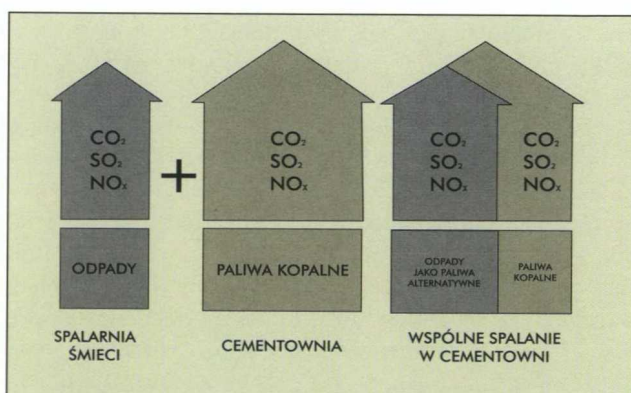 CO₂
SO₂
NOₓ
+
CO₂
SO₂
NOₓ
CO₂
SO₂
NOₓ
CO₂
SO₂
NOₓ
ODPADY
PALIWA KOPALNE
ODPADY
JAKO PALIWA
ALTERNATYWNE
PALIWA
KOPALNE
SPALARNIA
ŚMIECI
CEMENTOWNIA
WSPÓLNE SPALANIE
W CEMENTOWNI